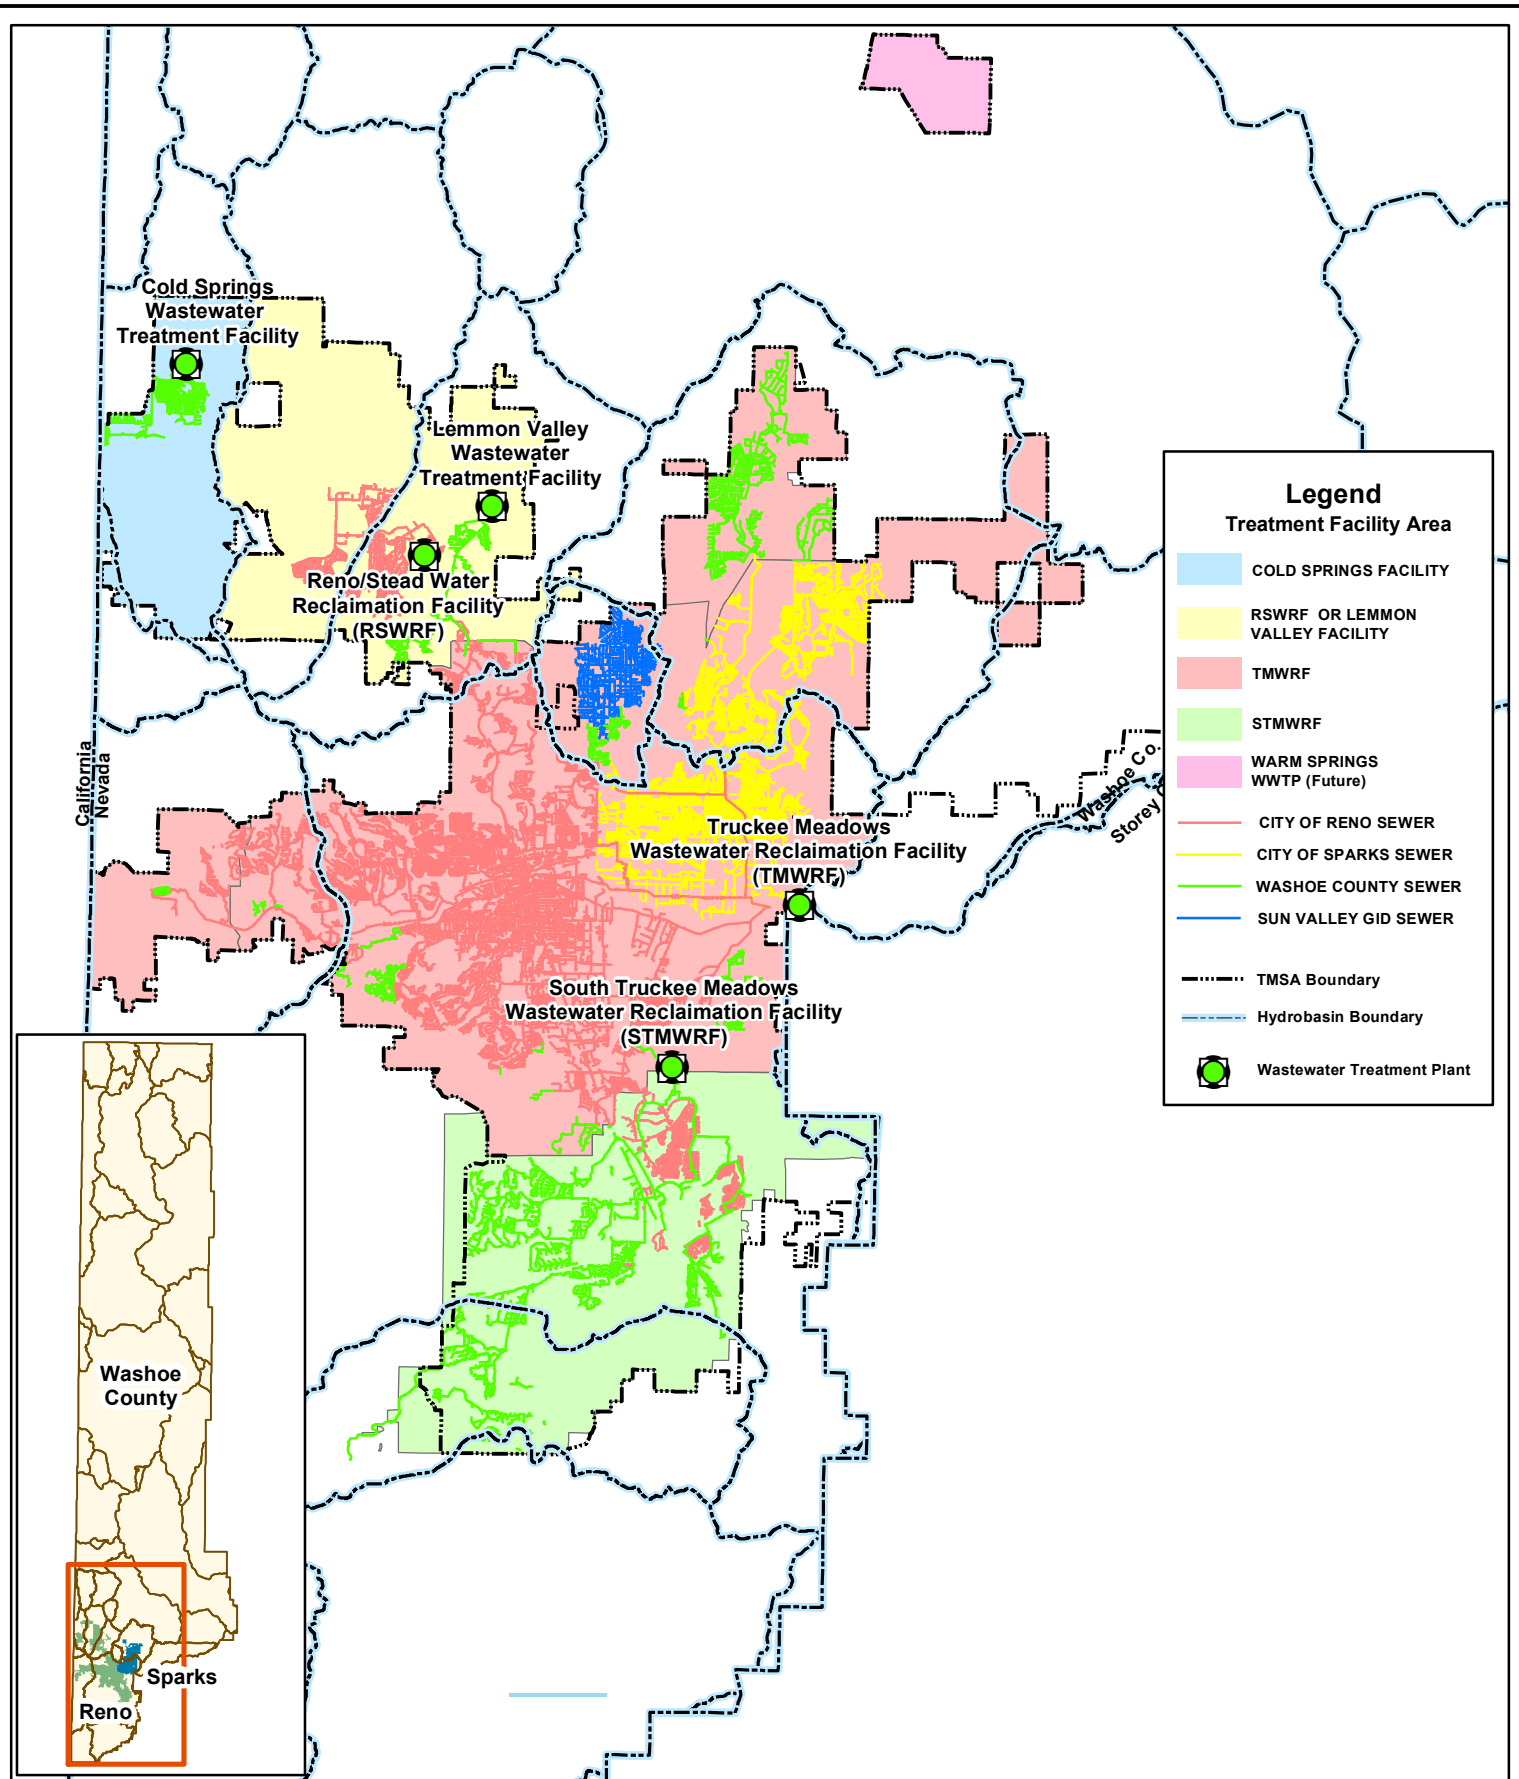 Cold Springs
Wastewater
Treatment Facility
Lemmon Valley
Wastewater
Treatment Facility
Reno/Stead Water
Reclaimation Facility
(RSWRF)
California
Nevada
Truckee Meadows
Wastewater Reclaimation Facility
(TMWRF)
South Truckee Meadows
Wastewater Reclaimation Facility
(STMWRF)
Washoe Co.
Storey
Legend
Treatment Facility Area
COLD SPRINGS FACILITY
RSWRF OR LEMMON
VALLEY FACILITY
TMWRF
STMWRF
WARM SPRINGS
WWTP (Future)
CITY OF RENO SEWER
CITY OF SPARKS SEWER
WASHOE COUNTY SEWER
SUN VALLEY GID SEWER
TMSA Boundary
Hydrobasin Boundary
Wastewater Treatment Plant
Washoe
County
Sparks
Reno